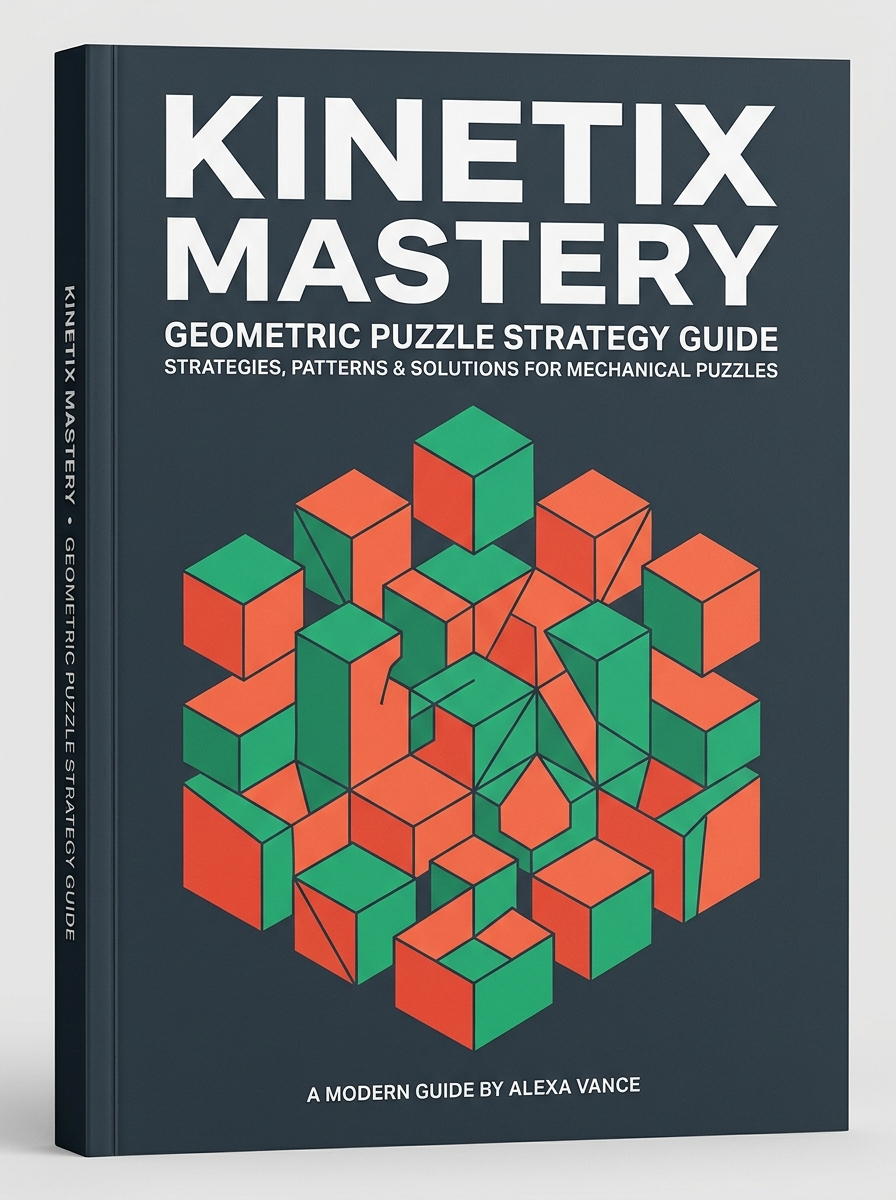 KINETIX
MASTERY
GEOMETRIC PUZZLE STRATEGY GUIDE
STRATEGIES, PATTERNS & SOLUTIONS FOR MECHANICAL PUZZLES
A MODERN GUIDE BY ALEXA VANCE
KINETIX MASTERY • GEOMETRIC PUZZLE STRATEGY GUIDE